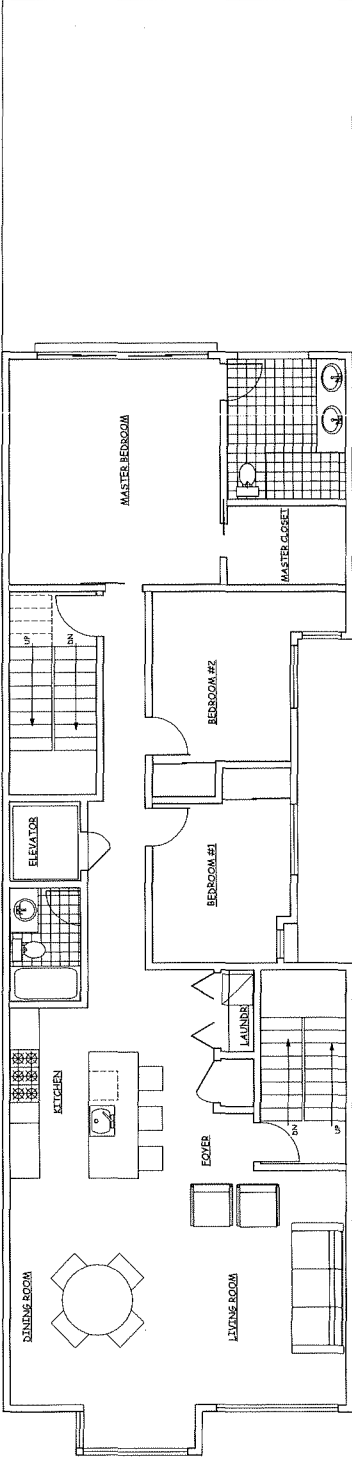 MASTER BEDROOM
MASTER CLOSET
UP
DN
BEDROOM #2
ELEVATOR
BEDROOM #1
LAUNDR
KITCHEN
FOYER
DN
UP
DINING ROOM
LIVING ROOM